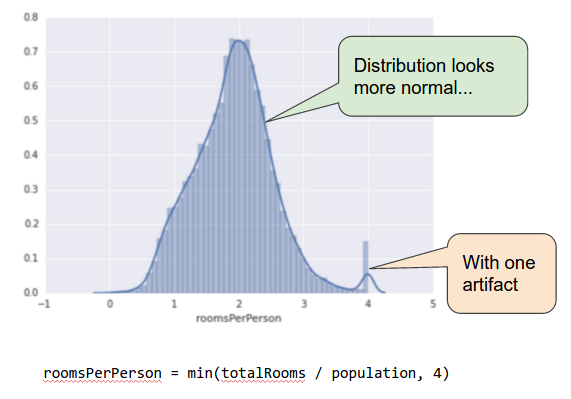 0.8
0.7
0.6
0.5
0.4
0.3
0.2
0.1
0.0
−1 0 1 2 3 4 5
roomsPerPerson
Distribution looks
more normal...
With one
artifact
roomsPerPerson = min(totalRooms / population, 4)